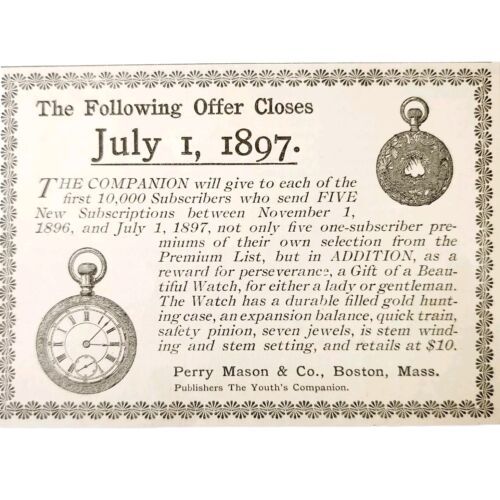 The Following Offer Closes
July 1, 1897.
THE COMPANION will give to each of the
first 10,000 Subscribers who send FIVE
New Subscriptions between November 1,
1896, and July 1, 1897, not only five one-subscriber pre-
miums of their own selection from the
Premium List, but in ADDITION, as a
reward for perseverance, a Gift of a Beau-
tiful Watch, for either a lady or gentleman.
The Watch has a durable filled gold hunt-
ing case, an expansion balance, quick train,
safety pinion, seven jewels, is stem wind-
ing and stem setting, and retails at $10.
Perry Mason & Co., Boston, Mass.
Publishers The Youth's Companion.